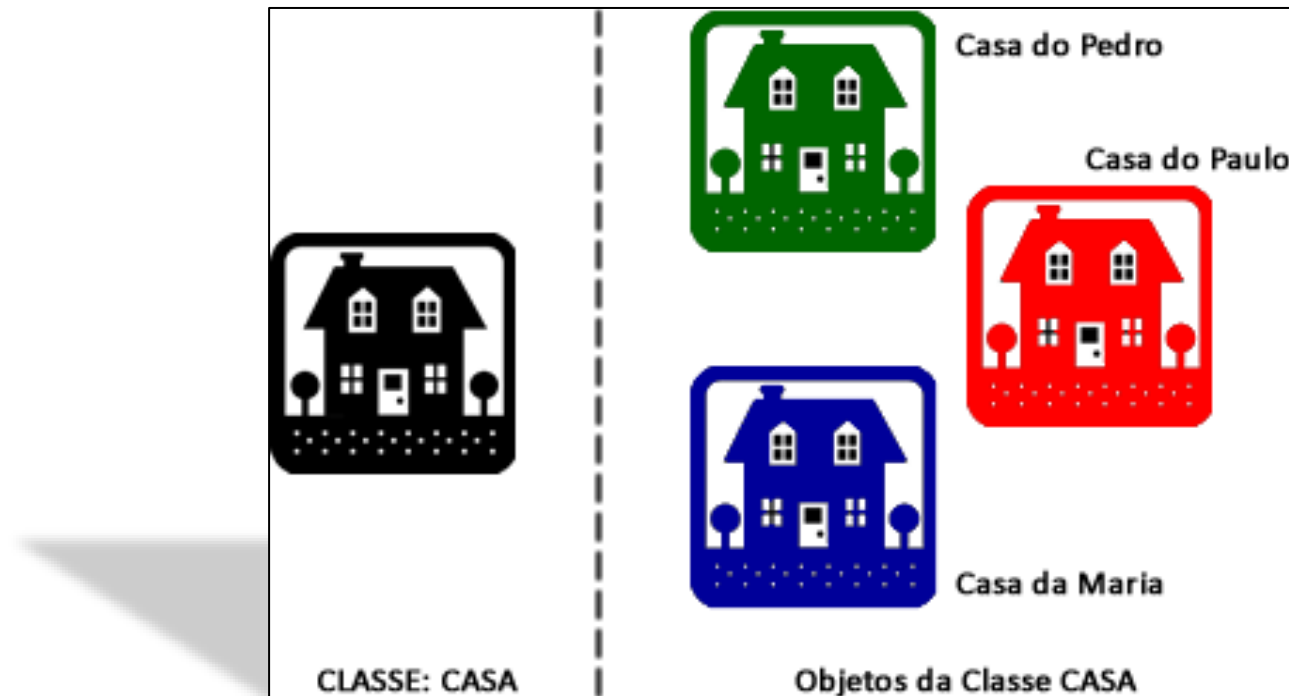 Casa do Pedro
Casa do Paulo
Casa da Maria
CLASSE: CASA
Objetos da Classe CASA